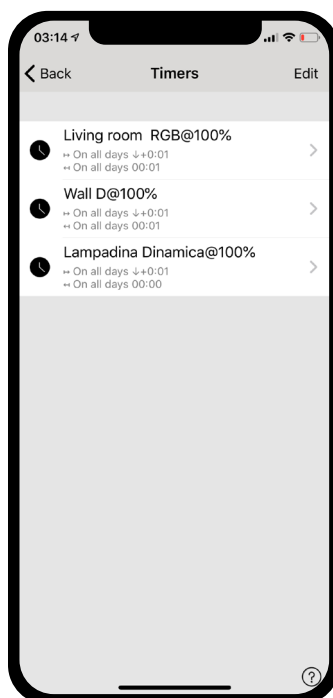 03:14
Back Timers Edit
Living room RGB@100%
↦ On all days ↓+0:01
↤ On all days 00:01
Wall D@100%
↦ On all days ↓+0:01
↤ On all days 00:01
Lampadina Dinamica@100%
↦ On all days ↓+0:01
↤ On all days 00:00
?